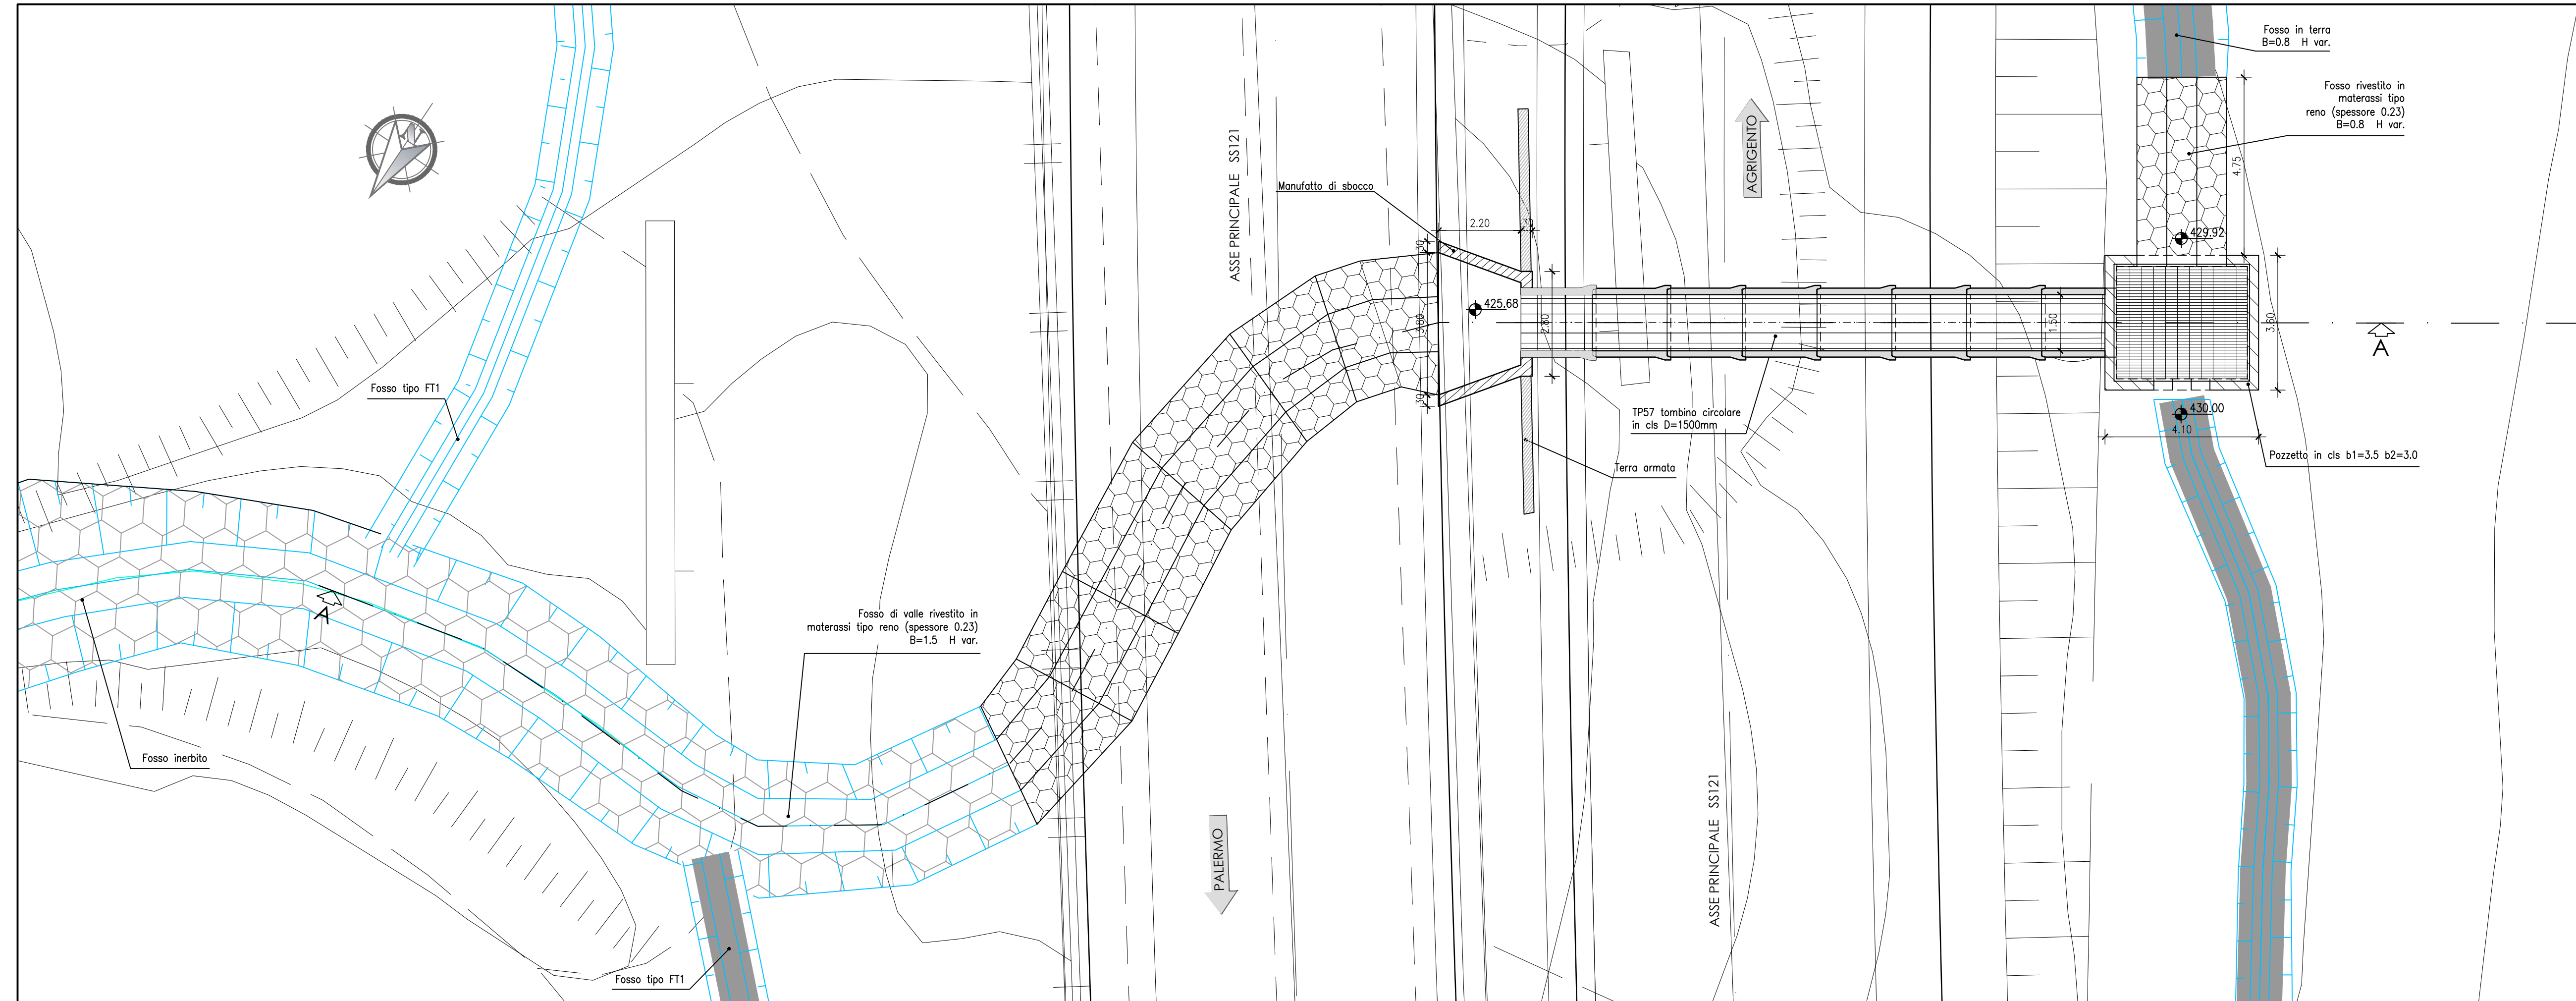 Fosso in terra
B=0.8 H var.
Fosso rivestito in
materassi tipo
reno (spessore 0.23)
B=0.8 H var.
4.75
429.92
AGRIGENTO
ASSE PRINCIPALE SS121
Manufatto di sbocco
2.20
.30
.30
425.68
3.80
2.80
1.50
3.60
A
.30
Fosso tipo FT1
TP57 tombino circolare
in cls D=1500mm
430.00
4.10
Pozzetto in cls b1=3.5 b2=3.0
Terra armata
A
Fosso di valle rivestito in
materassi tipo reno (spessore 0.23)
B=1.5 H var.
Fosso inerbito
PALERMO
ASSE PRINCIPALE SS121
Fosso tipo FT1